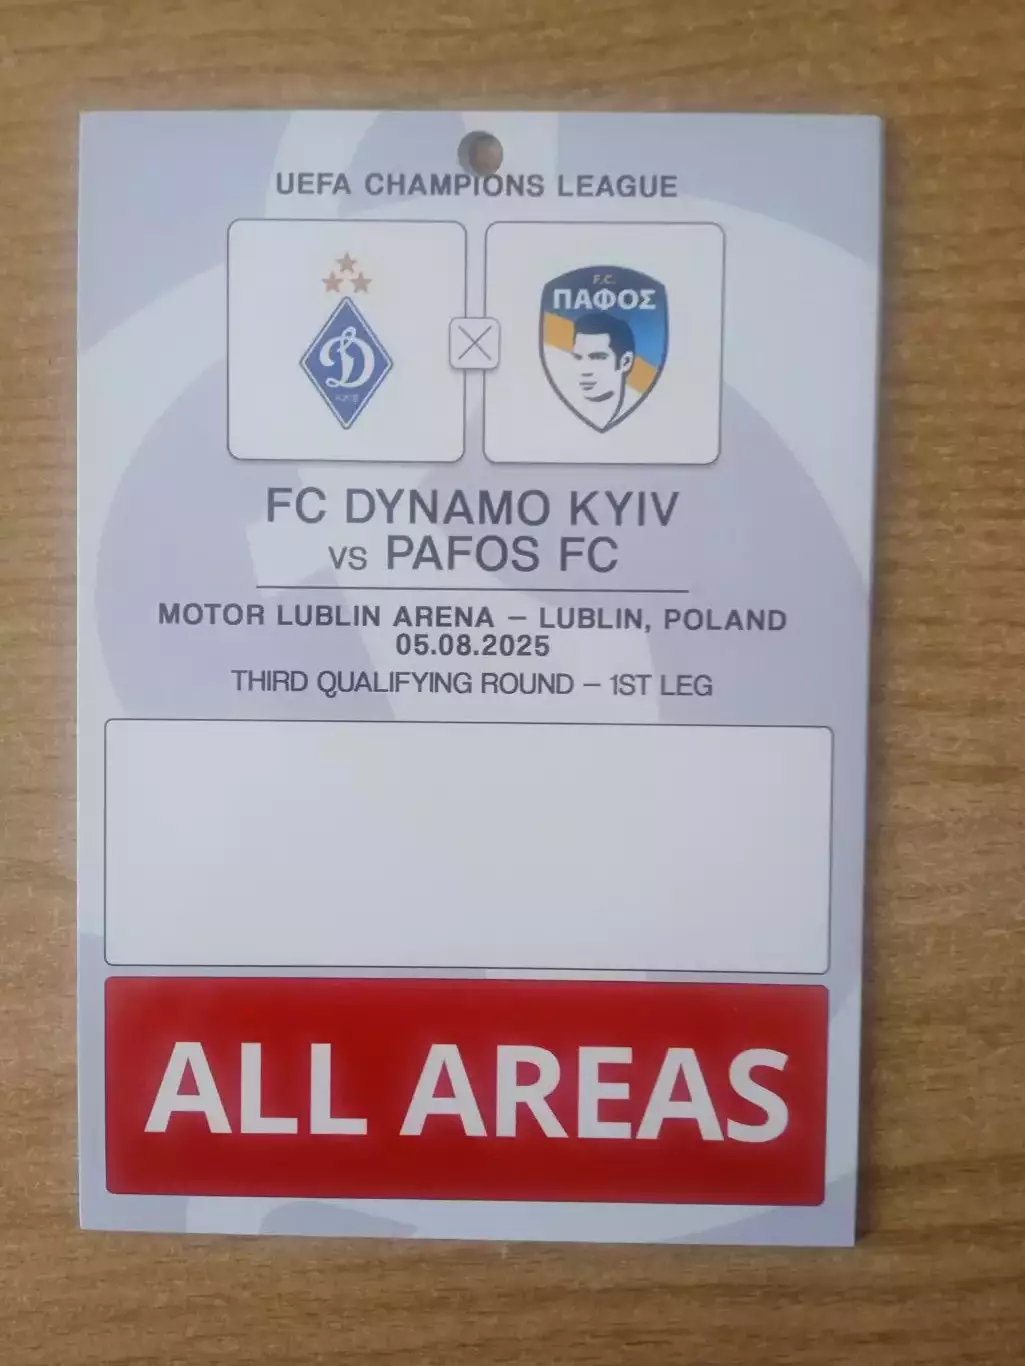 UEFA CHAMPIONS LEAGUE
F.C.
ΠΑΦΟΣ
Д
FC DYNAMO KYIV
VS PAFOS FC
MOTOR LUBLIN ARENA – LUBLIN, POLAND
05.08.2025
THIRD QUALIFYING ROUND – 1ST LEG
ALL AREAS